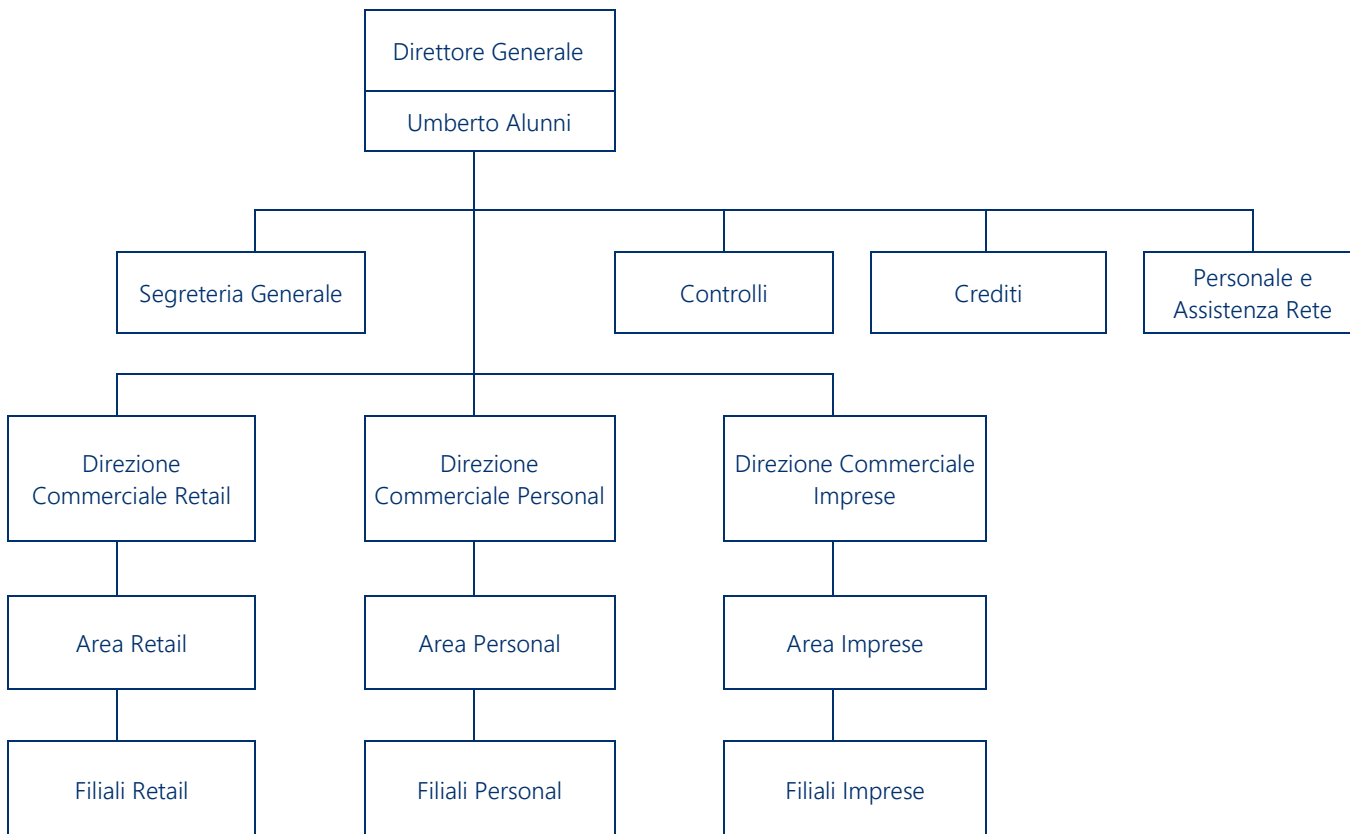 Direttore Generale
Umberto Alunni
Segreteria Generale
Controlli
Crediti
Personale e
Assistenza Rete
Direzione
Commerciale Retail
Direzione
Commerciale Personal
Direzione Commerciale
Imprese
Area Retail
Area Personal
Area Imprese
Filiali Retail
Filiali Personal
Filiali Imprese